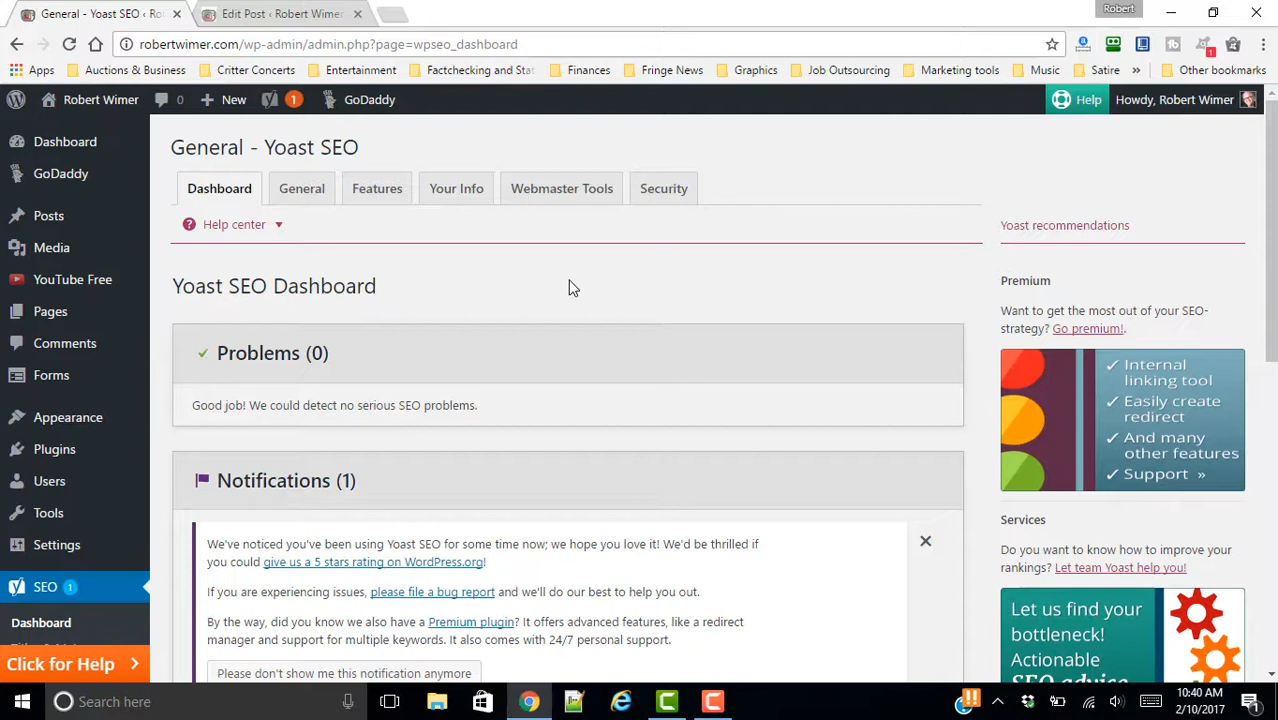 General - Yoast SEO ‹ Ro
Edit Post ‹ Robert Wimer
Robert
robertwimer.com/wp-admin/admin.php?page=wpseo_dashboard
1
Apps
Auctions & Business
Critter Concerts
Entertainment
Factchecking and Stat
Finances
Fringe News
Graphics
Job Outsourcing
Marketing tools
Music
Satire
»
Other bookmarks
Robert Wimer
0
New
1
GoDaddy
Help
Howdy, Robert Wimer
Dashboard
GoDaddy
Posts
Media
YouTube Free
Pages
Comments
Forms
Appearance
Plugins
Users
Tools
Settings
SEO 1
Dashboard
Click for Help
General - Yoast SEO
Dashboard
General
Features
Your Info
Webmaster Tools
Security
Help center
Yoast SEO Dashboard
Problems (0)
Good job! We could detect no serious SEO problems.
Notifications (1)
We've noticed you've been using Yoast SEO for some time now; we hope you love it! We'd be thrilled if
you could give us a 5 stars rating on WordPress.org!
If you are experiencing issues, please file a bug report and we'll do our best to help you out.
By the way, did you know we also have a Premium plugin? It offers advanced features, like a redirect
manager and support for multiple keywords. It also comes with 24/7 personal support.
Please don't show me this notification anymore
Yoast recommendations
Premium
Want to get the most out of your SEO-
strategy? Go premium!.
✓ Internal
linking tool
✓ Easily create
redirect
✓ And many
other features
✓ Support »
Services
Do you want to know how to improve your
rankings? Let team Yoast help you!
Let us find your
bottleneck!
Actionable
SEO advice
Search here
10:40 AM
2/10/2017
1